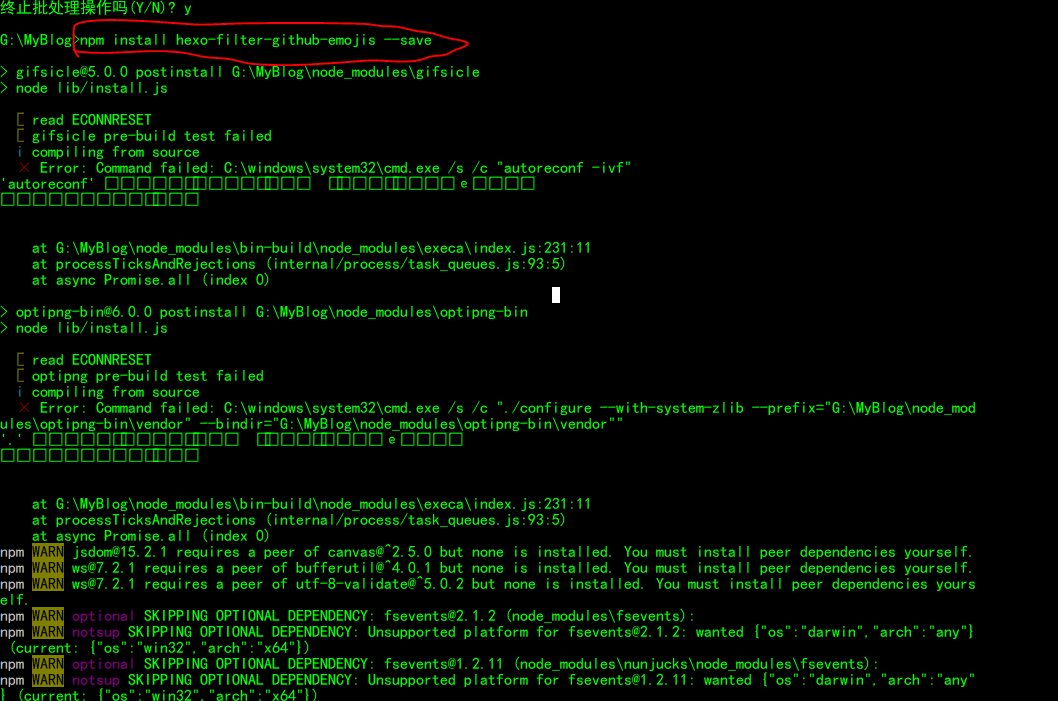 终止批处理操作吗(Y/N)? y
G:\MyBlog>npm install hexo-filter-github-emojis --save
> gifsicle@5.0.0 postinstall G:\MyBlog\node_modules\gifsicle
> node lib/install.js
[ read ECONNRESET
[ gifsicle pre-build test failed
i compiling from source
× Error: Command failed: C:\windows\system32\cmd.exe /s /c "autoreconf -ivf"
'autoreconf' e
at G:\MyBlog\node_modules\bin-build\node_modules\execa\index.js:231:11
at processTicksAndRejections (internal/process/task_queues.js:93:5)
at async Promise.all (index 0)
> optipng-bin@6.0.0 postinstall G:\MyBlog\node_modules\optipng-bin
> node lib/install.js
[ read ECONNRESET
[ optipng pre-build test failed
i compiling from source
× Error: Command failed: C:\windows\system32\cmd.exe /s /c "./configure --with-system-zlib --prefix="G:\MyBlog\node_mod
ules\optipng-bin\vendor" --bindir="G:\MyBlog\node_modules\optipng-bin\vendor""
'.' e
at G:\MyBlog\node_modules\bin-build\node_modules\execa\index.js:231:11
at processTicksAndRejections (internal/process/task_queues.js:93:5)
at async Promise.all (index 0)
npm WARN jsdom@15.2.1 requires a peer of canvas@^2.5.0 but none is installed. You must install peer dependencies yourself.
npm WARN ws@7.2.1 requires a peer of bufferutil@^4.0.1 but none is installed. You must install peer dependencies yourself.
npm WARN ws@7.2.1 requires a peer of utf-8-validate@^5.0.2 but none is installed. You must install peer dependencies yours
elf.
npm WARN optional SKIPPING OPTIONAL DEPENDENCY: fsevents@2.1.2 (node_modules\fsevents):
npm WARN notsup SKIPPING OPTIONAL DEPENDENCY: Unsupported platform for fsevents@2.1.2: wanted {"os":"darwin","arch":"any"}
(current: {"os":"win32","arch":"x64"})
npm WARN optional SKIPPING OPTIONAL DEPENDENCY: fsevents@1.2.11 (node_modules\nunjucks\node_modules\fsevents):
npm WARN notsup SKIPPING OPTIONAL DEPENDENCY: Unsupported platform for fsevents@1.2.11: wanted {"os":"darwin","arch":"any"
} (current: {"os":"win32","arch":"x64"})